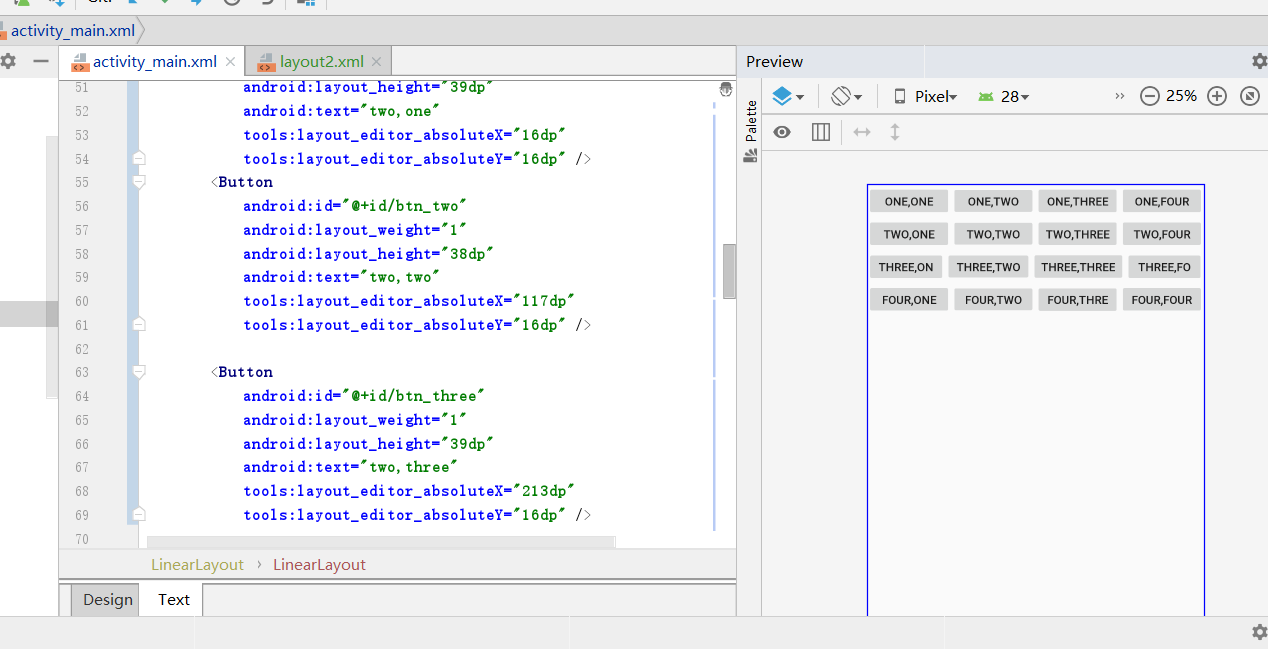 activity_main.xml
activity_main.xml layout2.xml
51 android:layout_height="39dp"
52 android:text="two,one"
53 tools:layout_editor_absoluteX="16dp"
54 tools:layout_editor_absoluteY="16dp" />
55 <Button
56 android:id="@+id/btn_two"
57 android:layout_weight="1"
58 android:layout_height="38dp"
59 android:text="two,two"
60 tools:layout_editor_absoluteX="117dp"
61 tools:layout_editor_absoluteY="16dp" />
62
63 <Button
64 android:id="@+id/btn_three"
65 android:layout_weight="1"
66 android:layout_height="39dp"
67 android:text="two,three"
68 tools:layout_editor_absoluteX="213dp"
69 tools:layout_editor_absoluteY="16dp" />
70
LinearLayout › LinearLayout
Design Text
Preview
Palette
Pixel 28 » 25%
ONE,ONE ONE,TWO ONE,THREE ONE,FOUR
TWO,ONE TWO,TWO TWO,THREE TWO,FOUR
THREE,ON THREE,TWO THREE,THREE THREE,FO
FOUR,ONE FOUR,TWO FOUR,THRE FOUR,FOUR